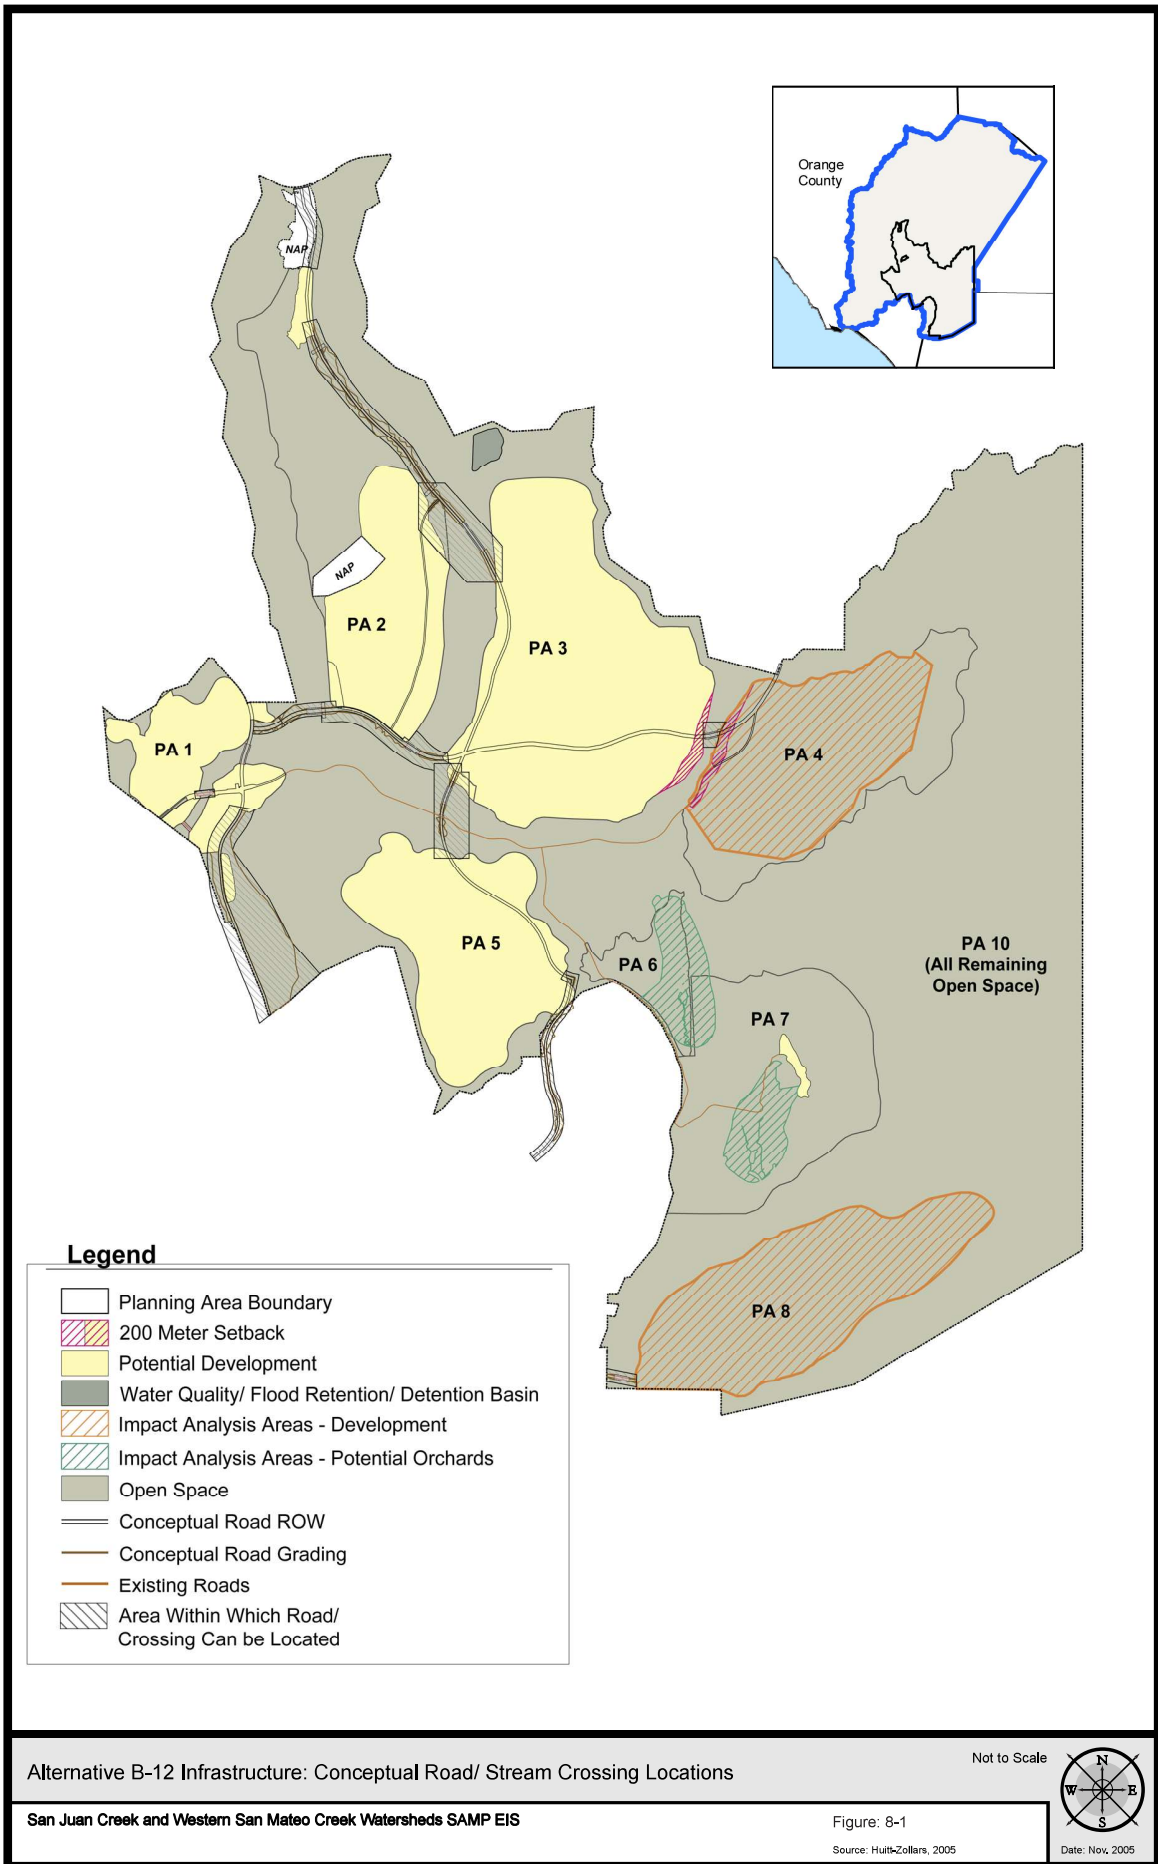 Orange
County
NAP
NAP
PA 2
PA 3
PA 1
PA 4
PA 5
PA 6
PA 10
(All Remaining
Open Space)
PA 7
PA 8
Legend
Planning Area Boundary
200 Meter Setback
Potential Development
Water Quality/ Flood Retention/ Detention Basin
Impact Analysis Areas - Development
Impact Analysis Areas - Potential Orchards
Open Space
Conceptual Road ROW
Conceptual Road Grading
Existing Roads
Area Within Which Road/
Crossing Can be Located
Alternative B-12 Infrastructure: Conceptual Road/ Stream Crossing Locations
Not to Scale
N
W
E
S
San Juan Creek and Western San Mateo Creek Watersheds SAMP EIS
Figure: 8-1
Source: Huitt-Zollars, 2005
Date: Nov. 2005